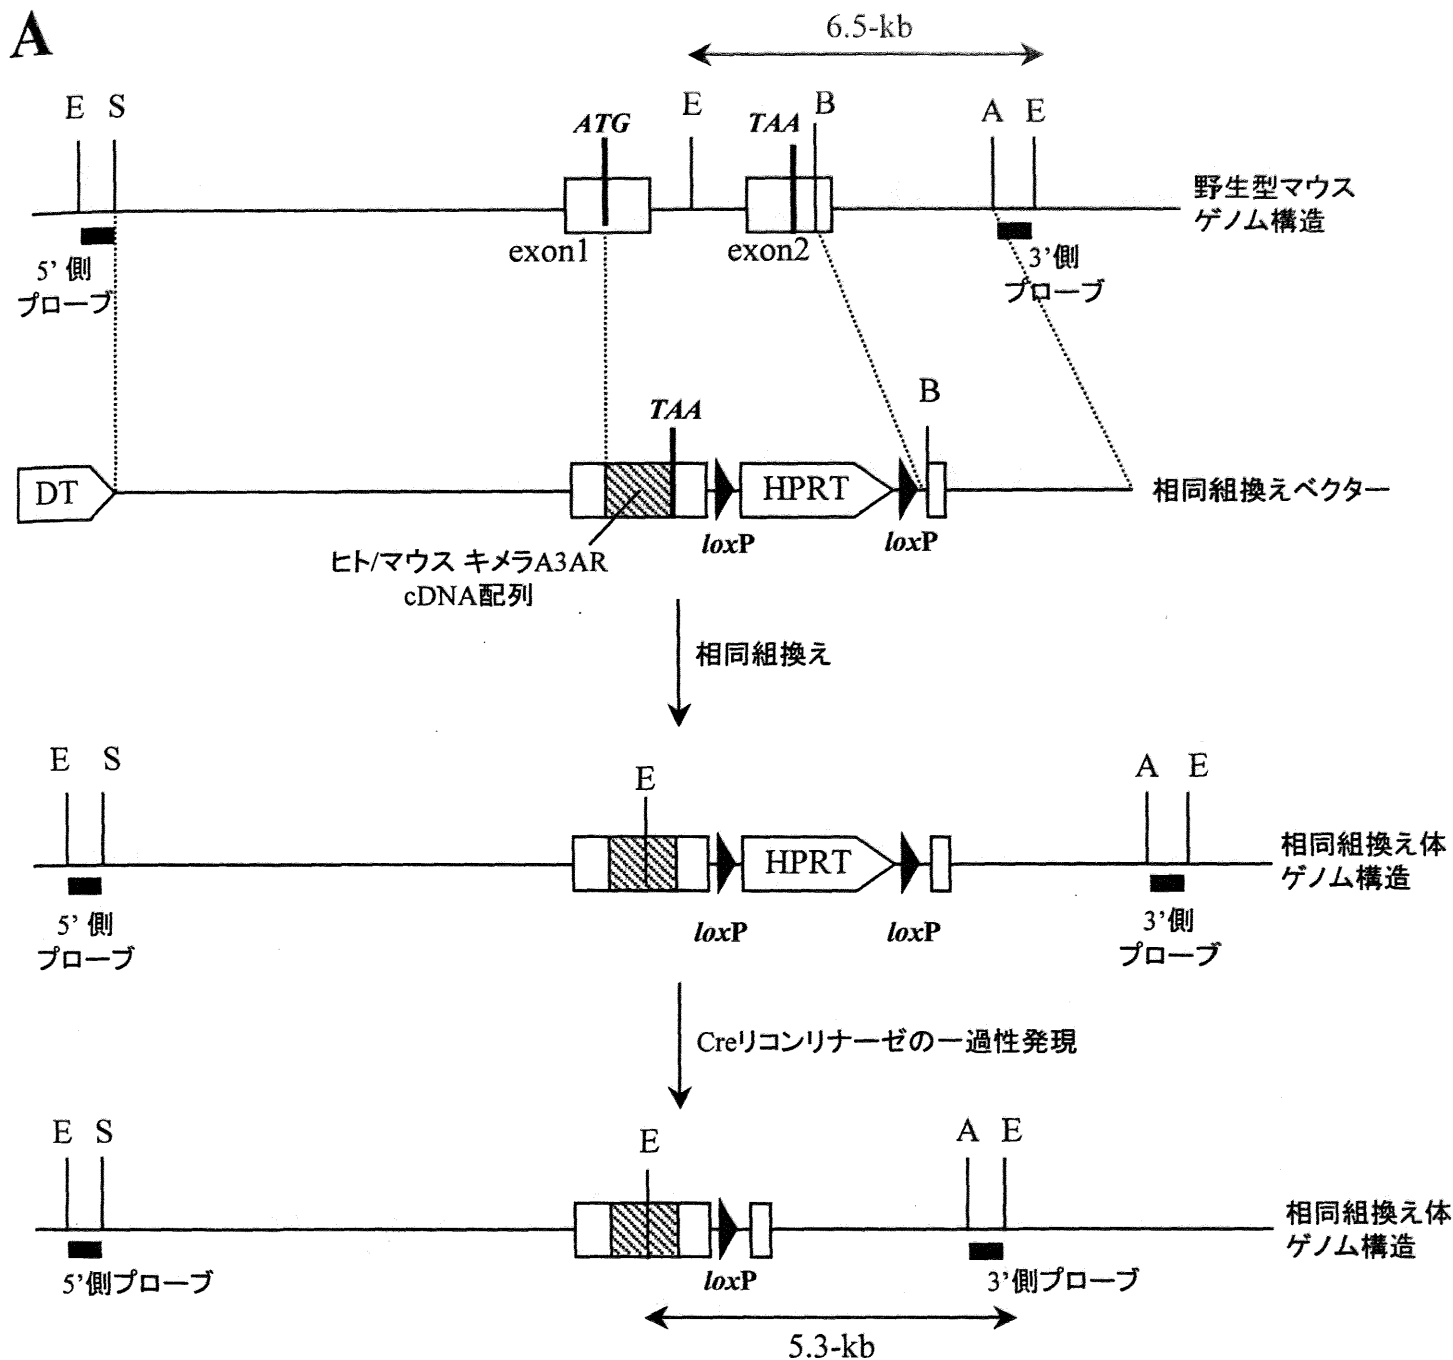 A
6.5-kb
E S ATG E TAA B A E
野生型マウス
ゲノム構造
exon1 exon2
5’側
プローブ
3’側
プローブ
B
TAA
DT HPRT
相同組換えベクター
loxP loxP
ヒト/マウス キメラA3AR
cDNA配列
相同組換え
E S E A E
HPRT
相同組換え体
ゲノム構造
loxP loxP
5’側
プローブ
3’側
プローブ
Creリコンリナーゼの一過性発現
E S E A E
相同組換え体
ゲノム構造
5’側プローブ loxP 3’側プローブ
5.3-kb